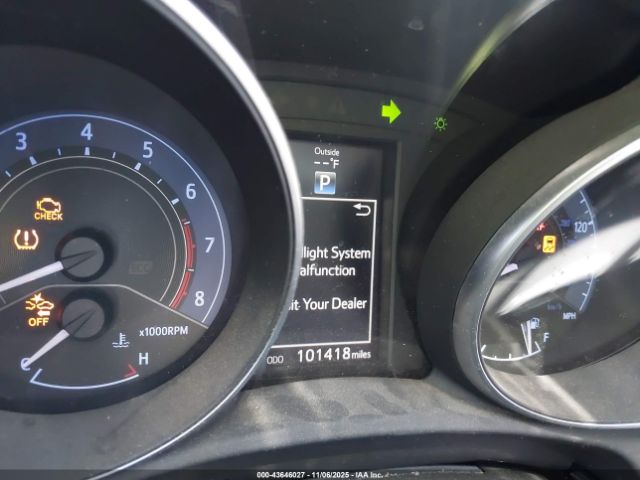 3 4 5 6 7 8
CHECK
OFF
x1000RPM
H
C
Outside
--°F
P
light System
alfunction
it Your Dealer
ODO 101418 miles
120
MPH
F
000-43646027 - 11/06/2025 - IAA Inc.